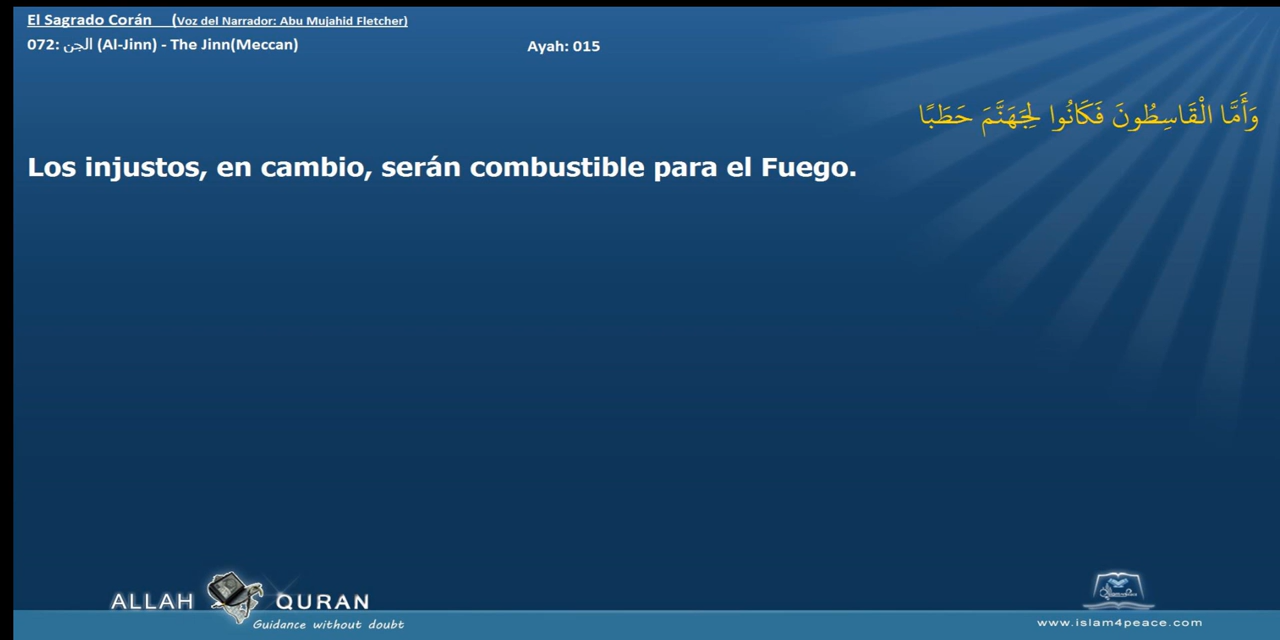 El Sagrado Corán (Voz del Narrador: Abu Mujahid Fletcher)
072: الجن (Al-Jinn) - The Jinn(Meccan) Ayah: 015
وَأَمَّا الْقَاسِطُونَ فَكَانُوا لِجَهَنَّمَ حَطَبًا
Los injustos, en cambio, serán combustible para el Fuego.
ALLAH QURAN
Guidance without doubt
www.islam4peace.com